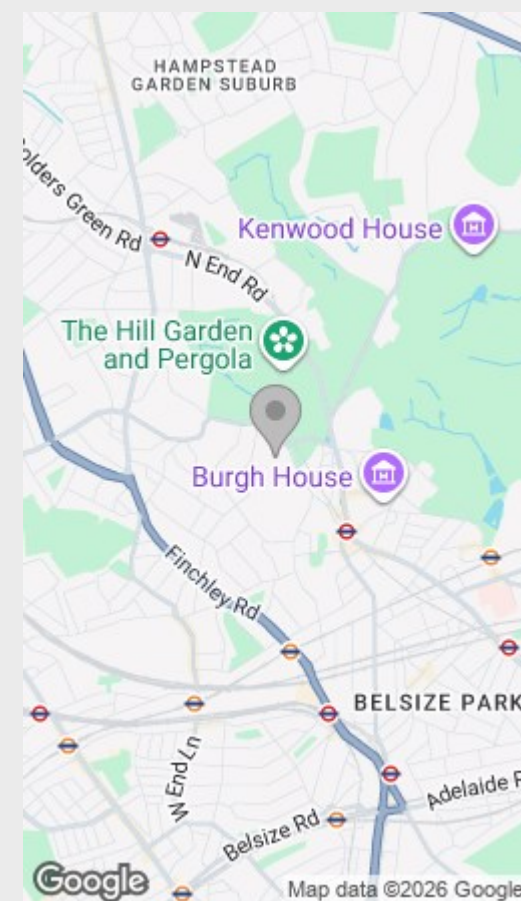 HAMPSTEAD
GARDEN SUBURB
Golders Green Rd
Kenwood House
N End Rd
The Hill Garden
and Pergola
Burgh House
Finchley Rd
BELSIZE PARK
W End Ln
Adelaide R
Belsize Rd
Google
Map data ©2026 Google